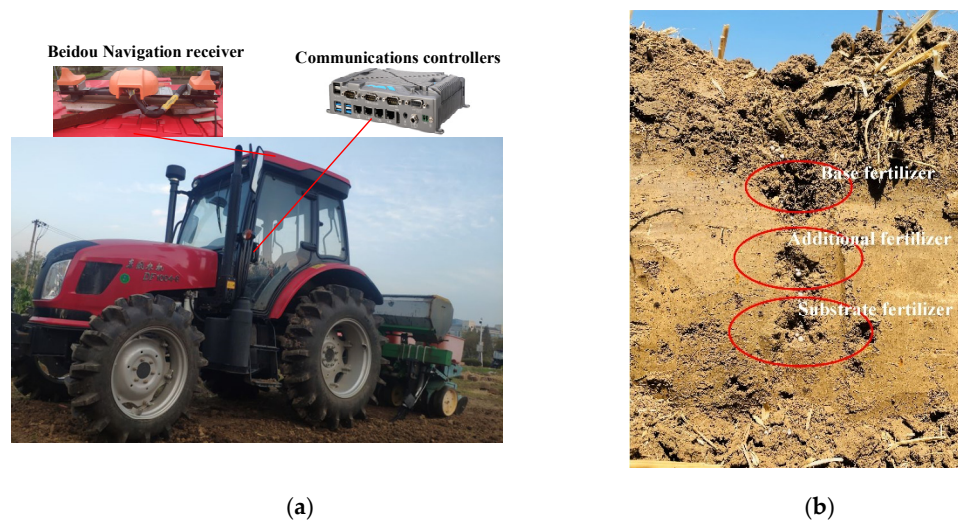 Beidou Navigation receiver
Communications controllers
Base fertilizer
Additional fertilizer
Substrate fertilizer
(a)
(b)